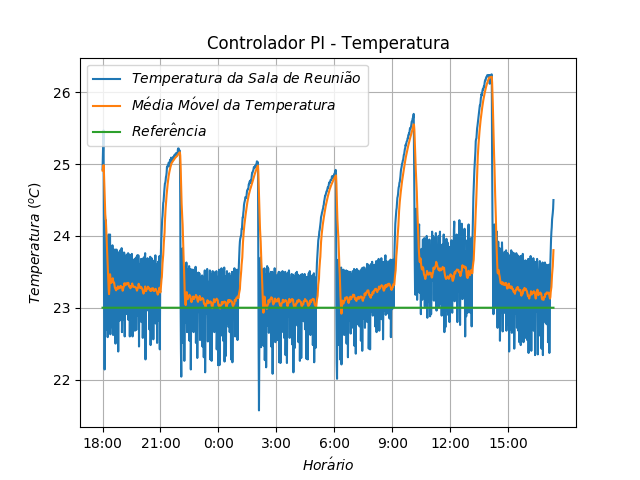 Controlador PI - Temperatura
Temperatura da Sala de Reunião
Média Móvel da Temperatura
Referência
Temperatura (°C)
26
25
24
23
22
18:00 21:00 0:00 3:00 6:00 9:00 12:00 15:00
Horário